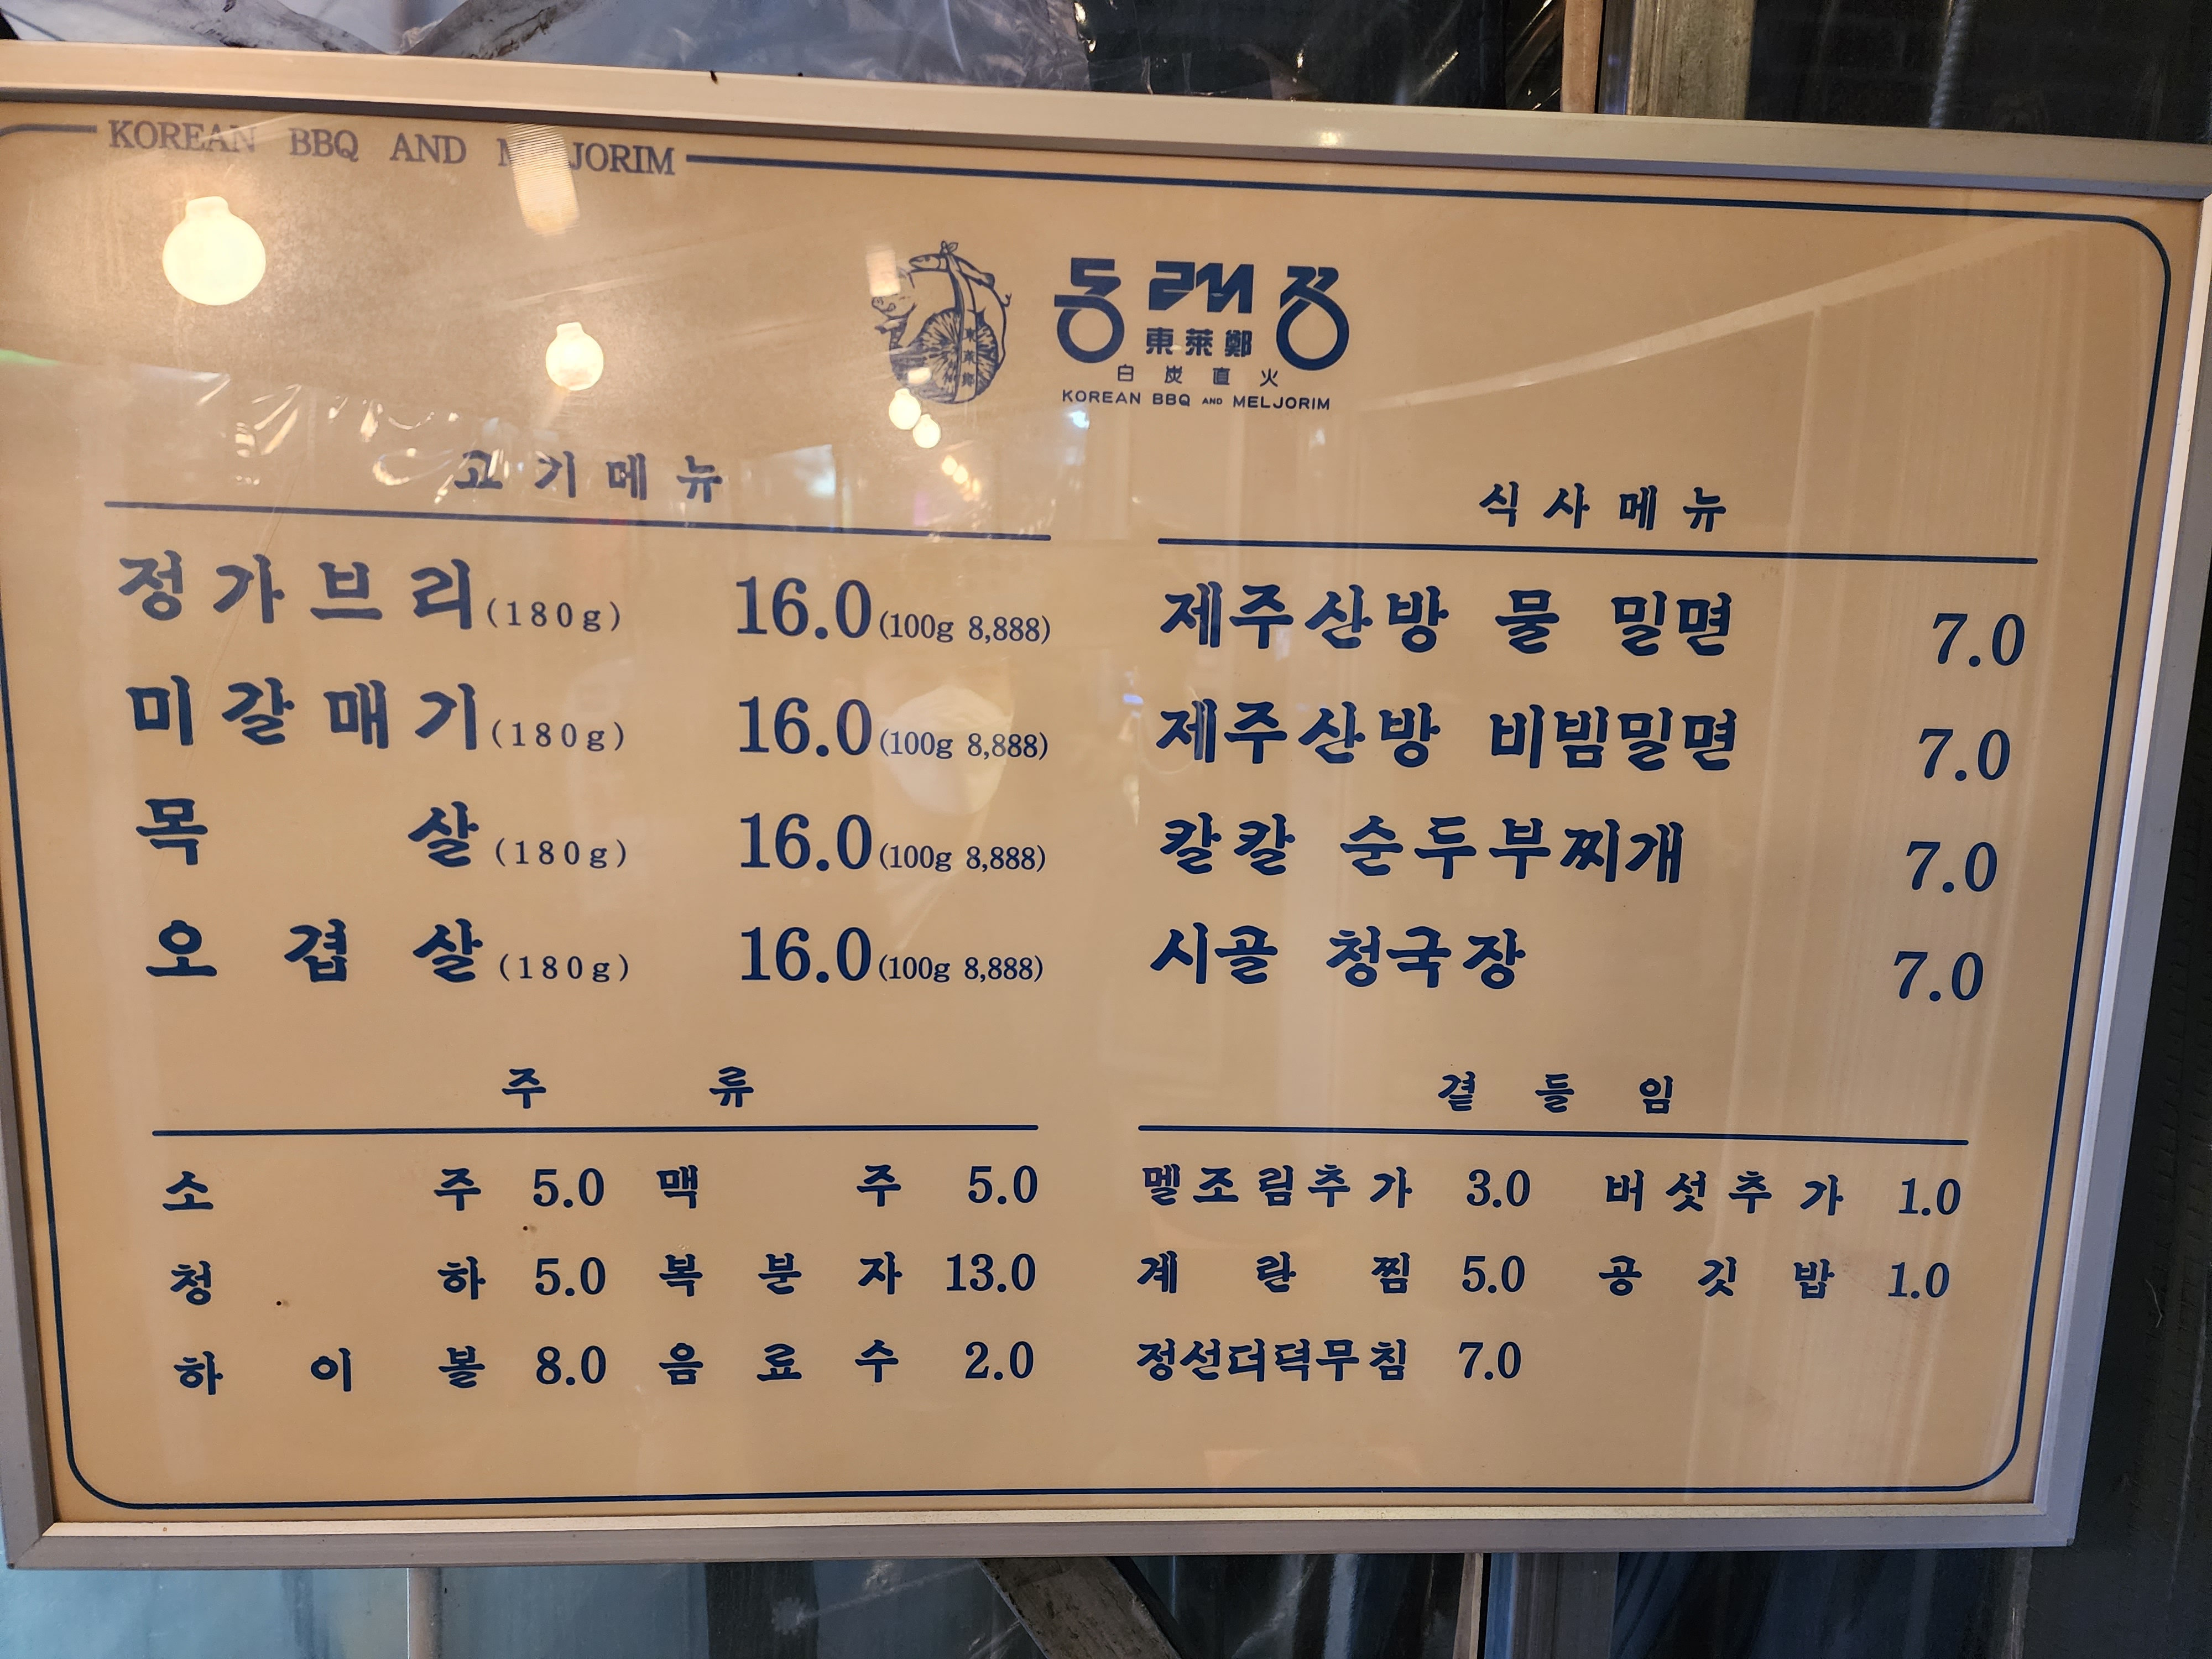 KOREAN BBQ AND MELJORIM
동래정
東萊鄭
白炭直火
KOREAN BBQ AND MELJORIM
고기메뉴
정가브리(180g) 16.0(100g 8,888)
미갈매기(180g) 16.0(100g 8,888)
목살(180g) 16.0(100g 8,888)
오겹살(180g) 16.0(100g 8,888)
식사메뉴
제주산방 물 밀면 7.0
제주산방 비빔밀면 7.0
칼칼 순두부찌개 7.0
시골 청국장 7.0
주류
소주 5.0 맥주 5.0
청하 5.0 복분자 13.0
하이볼 8.0 음료수 2.0
곁들임
멜조림추가 3.0 버섯추가 1.0
계란찜 5.0 공깃밥 1.0
정선더덕무침 7.0